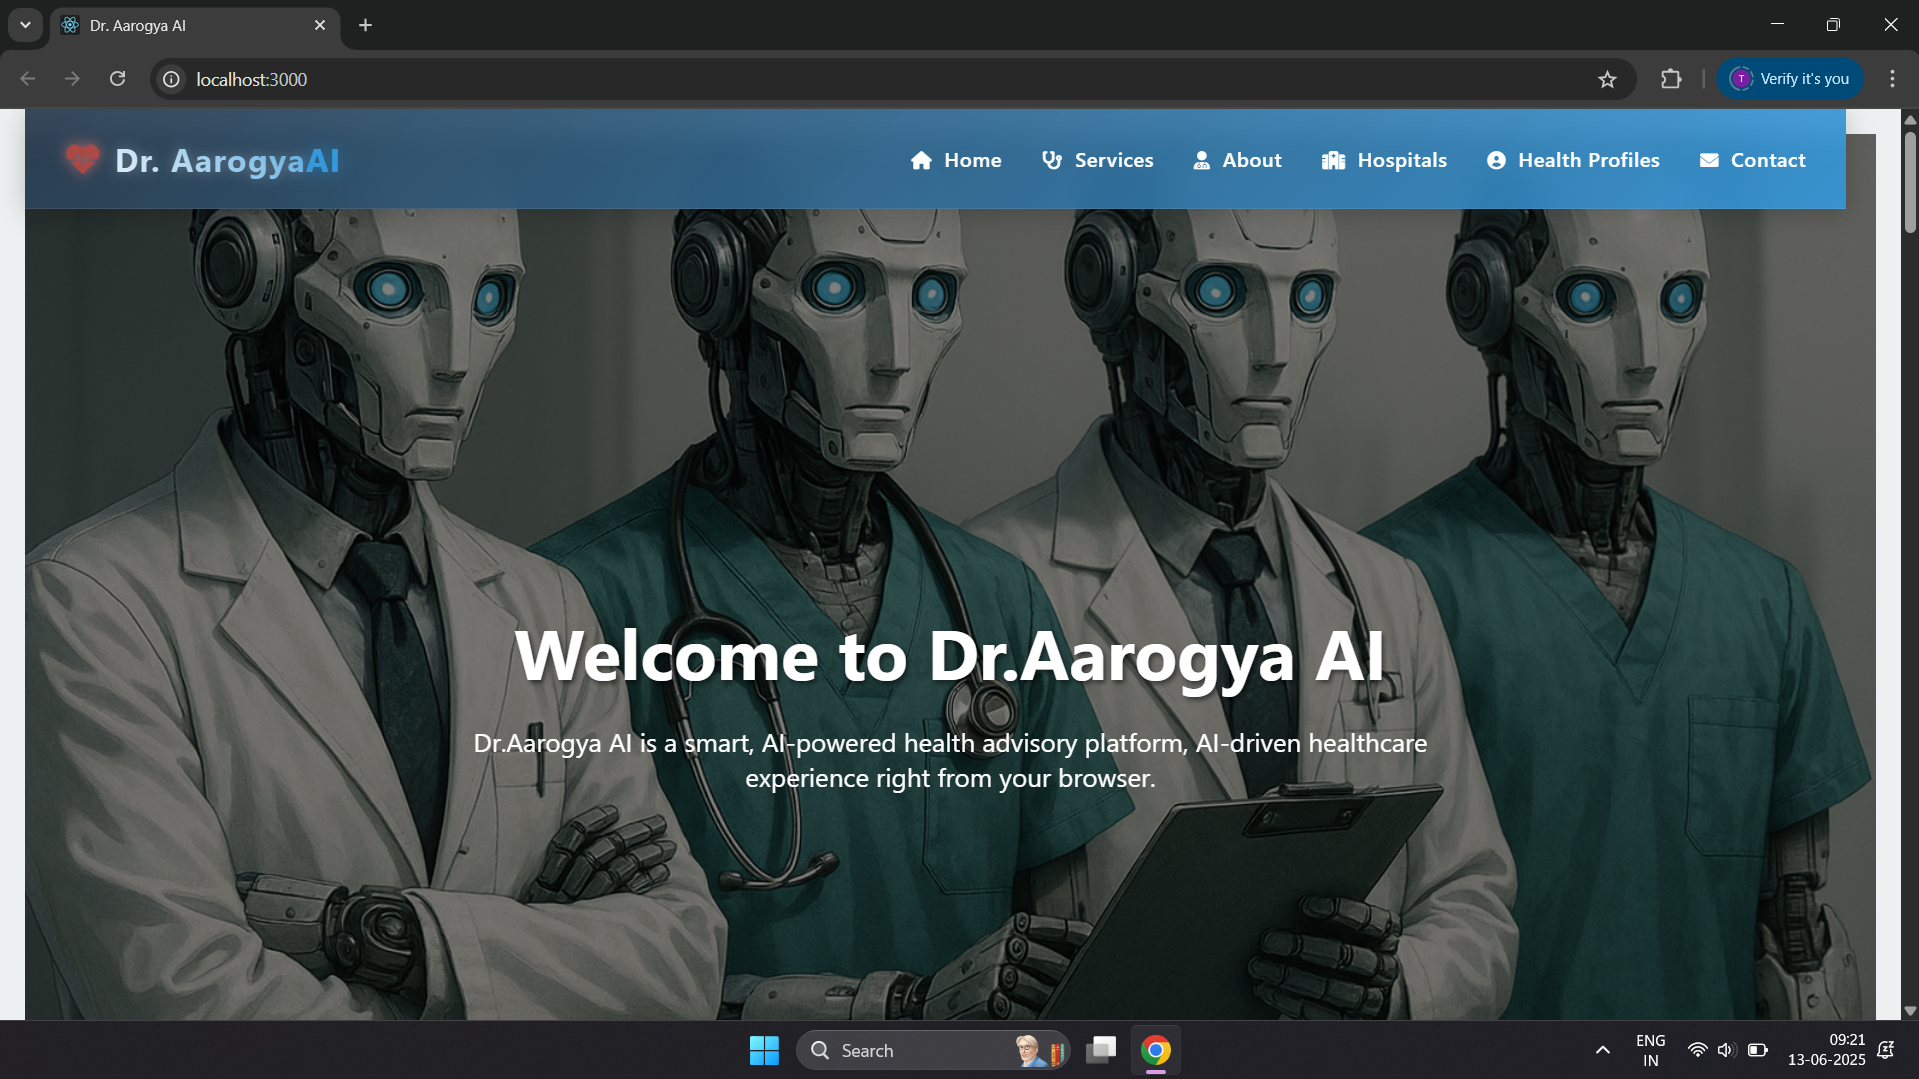 Dr. Aarogya AI
localhost:3000
T Verify it's you
Dr. AarogyaAI
Home Services About Hospitals Health Profiles Contact
Welcome to Dr.Aarogya AI
Dr.Aarogya AI is a smart, AI-powered health advisory platform, AI-driven healthcare
experience right from your browser.
Search
ENG
IN
09:21
13-06-2025